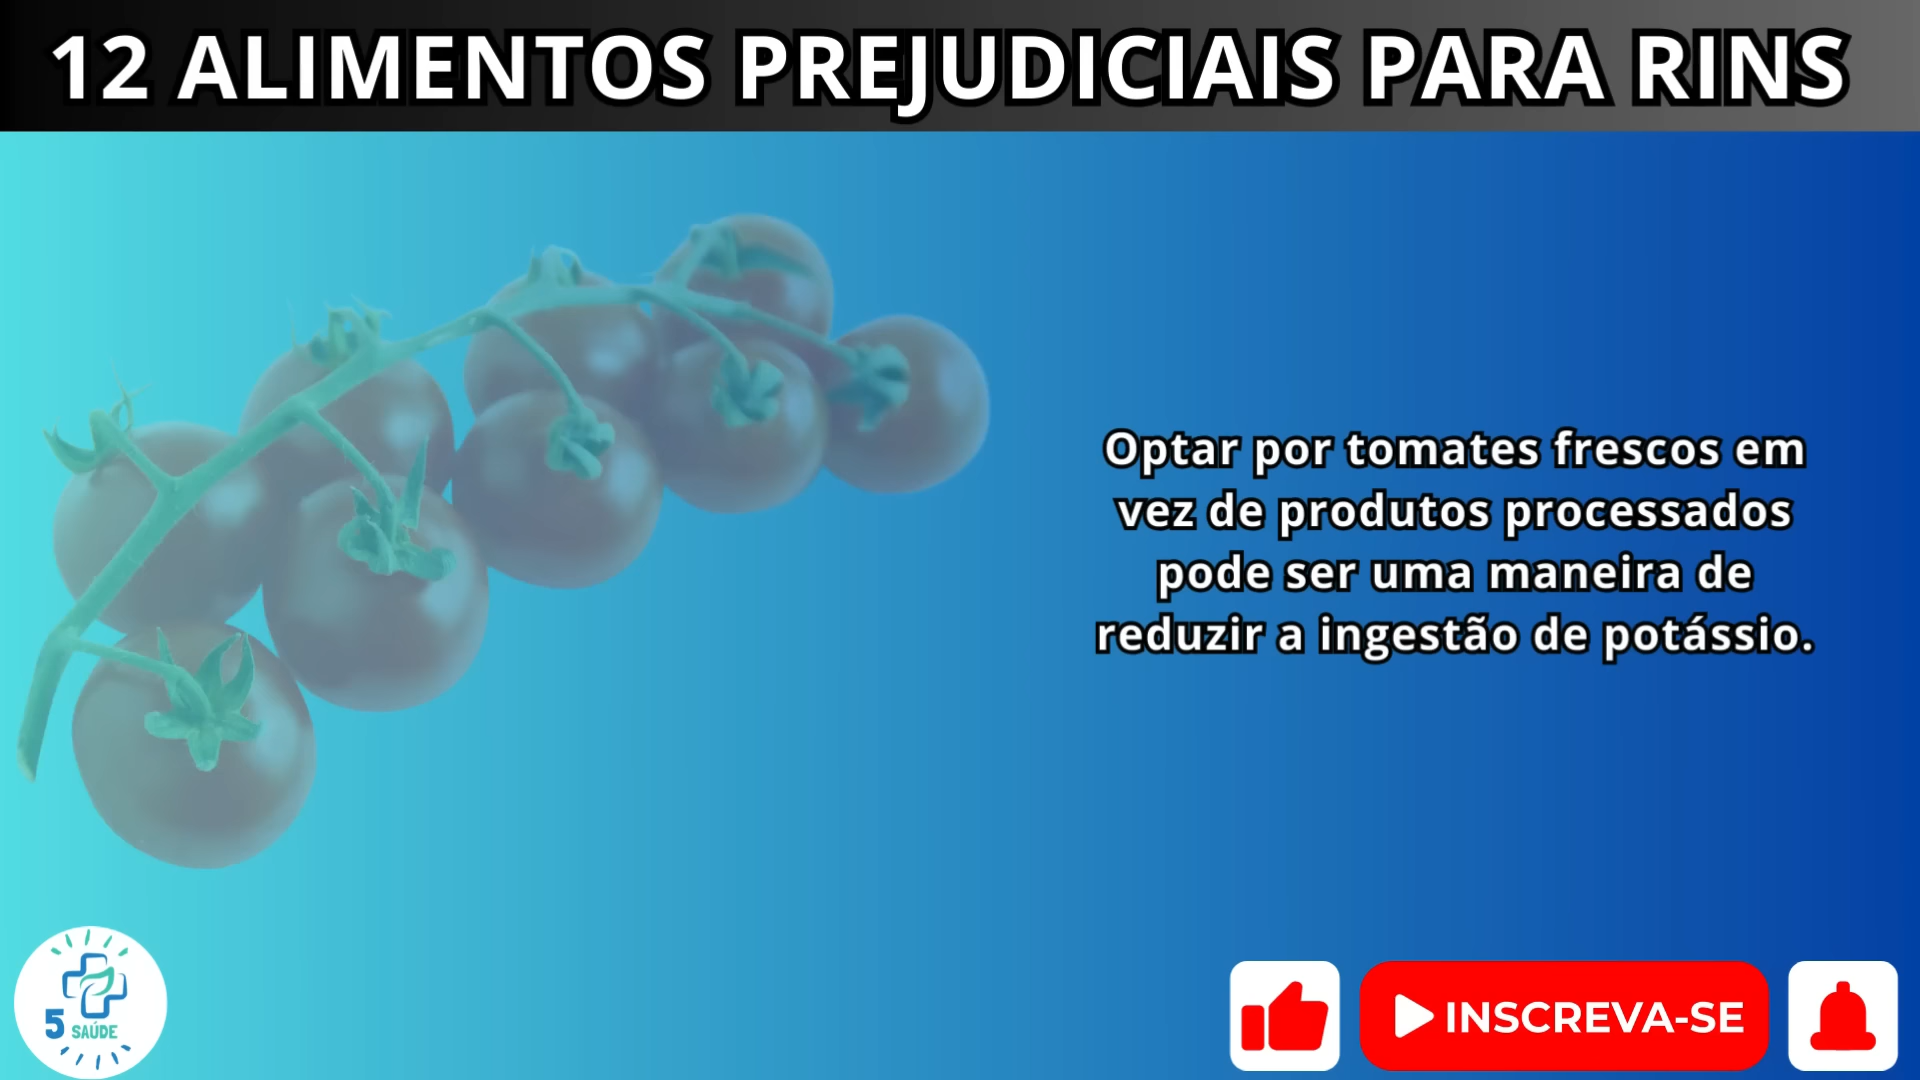 12 ALIMENTOS PREJUDICIAIS PARA RINS
Optar por tomates frescos em
vez de produtos processados
pode ser uma maneira de
reduzir a ingestão de potássio.
5 SAÚDE
INSCREVA-SE